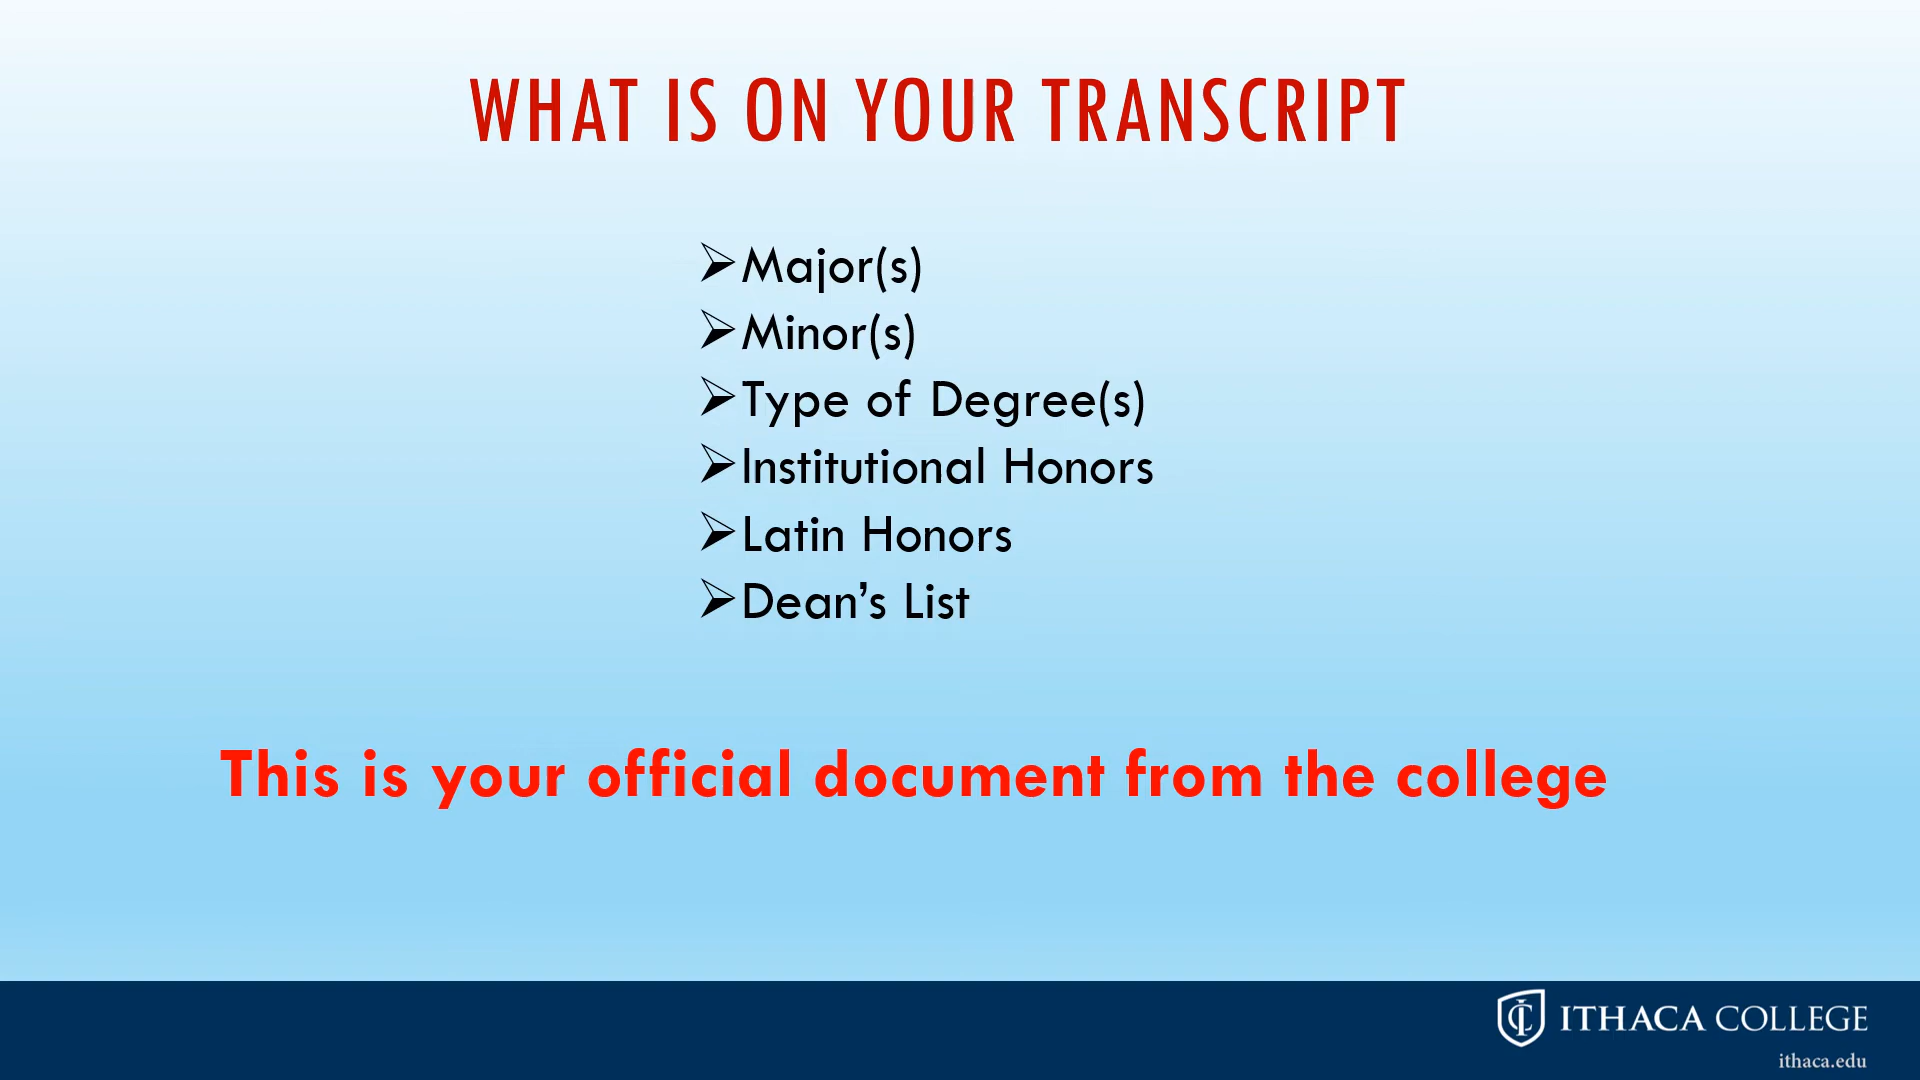 WHAT IS ON YOUR TRANSCRIPT
Major(s)
Minor(s)
Type of Degree(s)
Institutional Honors
Latin Honors
Dean’s List
This is your official document from the college
ITHACA COLLEGE
ithaca.edu